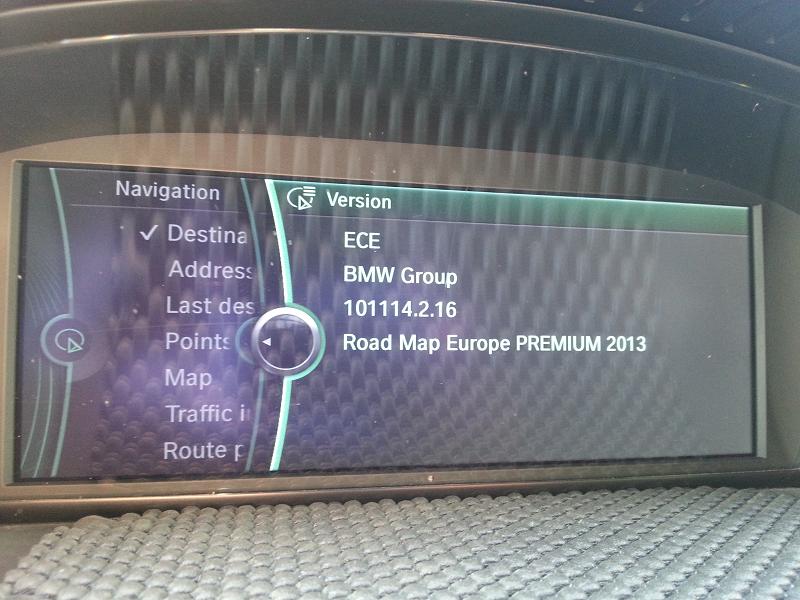 Navigation
Destina
Address
Last des
Points
Map
Traffic i
Route p
Version
ECE
BMW Group
101114.2.16
Road Map Europe PREMIUM 2013